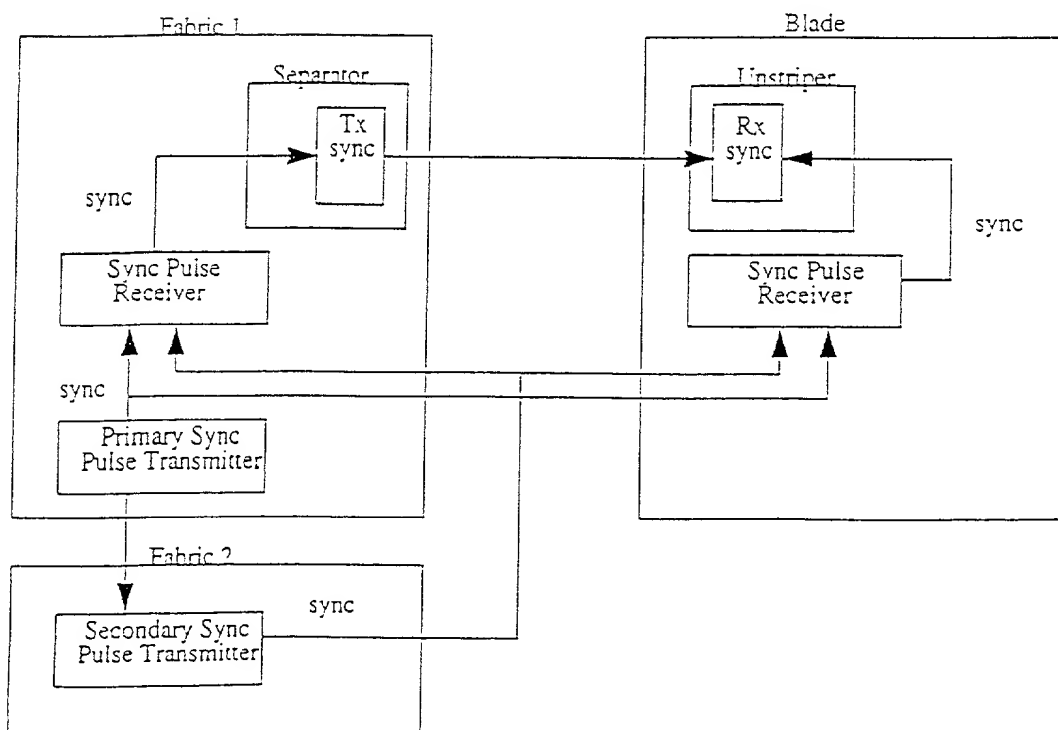 Fabric 1
Blade
Separator
Unstriper
Tx
sync
Rx
sync
sync
sync
Sync Pulse
Receiver
Sync Pulse
Receiver
sync
Primary Sync
Pulse Transmitter
Fabric 2
sync
Secondary Sync
Pulse Transmitter